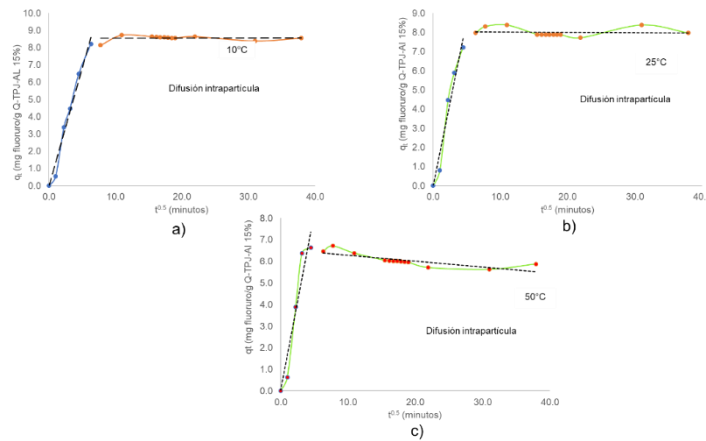 10.0
9.0
8.0
7.0
6.0
5.0
4.0
3.0
2.0
1.0
0.0
0.0 10.0 20.0 30.0 40.0
qt (mg fluoruro/g Q-TPJ-AL 15%)
t0.5 (minutos)
10°C
Difusión intrapartícula
a)
9.0
8.0
7.0
6.0
5.0
4.0
3.0
2.0
1.0
0.0
0.0 10.0 20.0 30.0 40.0
qt (mg fluoruro/g Q-TPJ-Al 15%)
t0.5 (minutos)
25°C
Difusión intrapartícula
b)
8.0
7.0
6.0
5.0
4.0
3.0
2.0
1.0
0.0
0.0 10.0 20.0 30.0 40.0
qt (mg fluoruro/g Q-TPJ-Al 15%)
t0.5 (minutos)
50°C
Difusión intrapartícula
c)